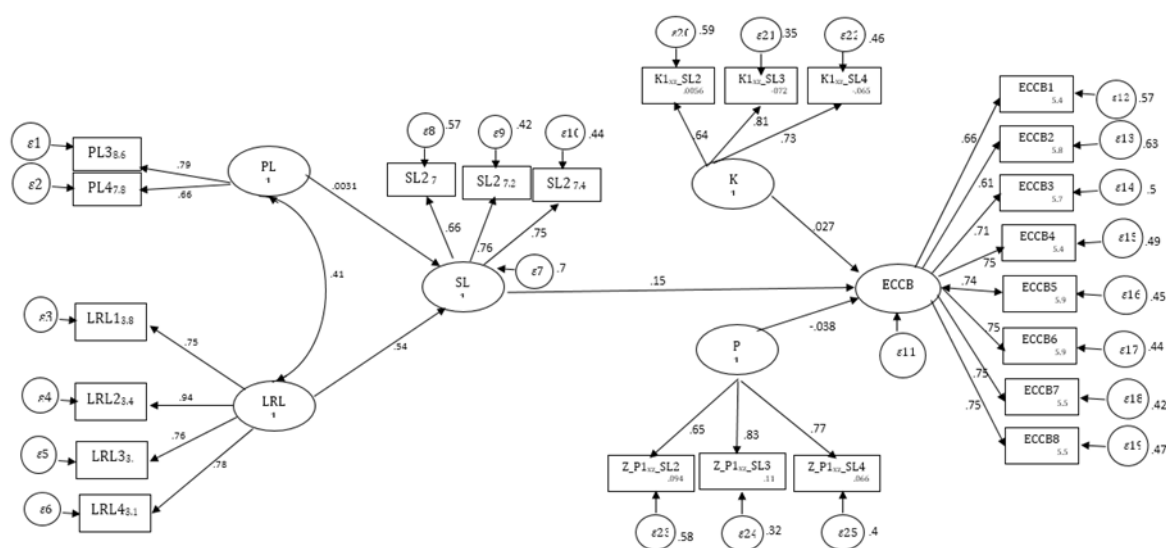 ε20 .59
ε21 .35
ε22 .46
K1xz_SL2 .0056
K1xz_SL3 -072
K1xz_SL4 -.065
.64
.81
.73
K 1
.027
ε1
ε2
PL3 8.6
PL4 7.8
.79
.66
PL 1
.0031
.41
ε8 .57
ε9 .42
ε10 .44
SL2 7
SL2 7.2
SL2 7.4
.66
.76
.75
SL 1
ε7 .7
.15
ε3
ε4
ε5
ε6
LRL1 3.8
LRL2 3.4
LRL3 3.
LRL4 3.1
.75
.94
.76
.78
LRL 1
.54
P 1
-.038
.65
.83
.77
Z_P1xz_SL2 .094
Z_P1xz_SL3 .11
Z_P1xz_SL4 .066
ε23 .58
ε24 .32
ε25 .4
ECCB
ε11
.66
.61
.71
75
.74
75
.75
.75
ECCB1 5.4
ε12 .57
ECCB2 5.8
ε13 .63
ECCB3 5.7
ε14 .5
ECCB4 5.4
ε15 .49
ECCB5 5.9
ε16 .45
ECCB6 5.9
ε17 .44
ECCB7 5.5
ε18 .42
ECCB8 5.5
ε19 .47